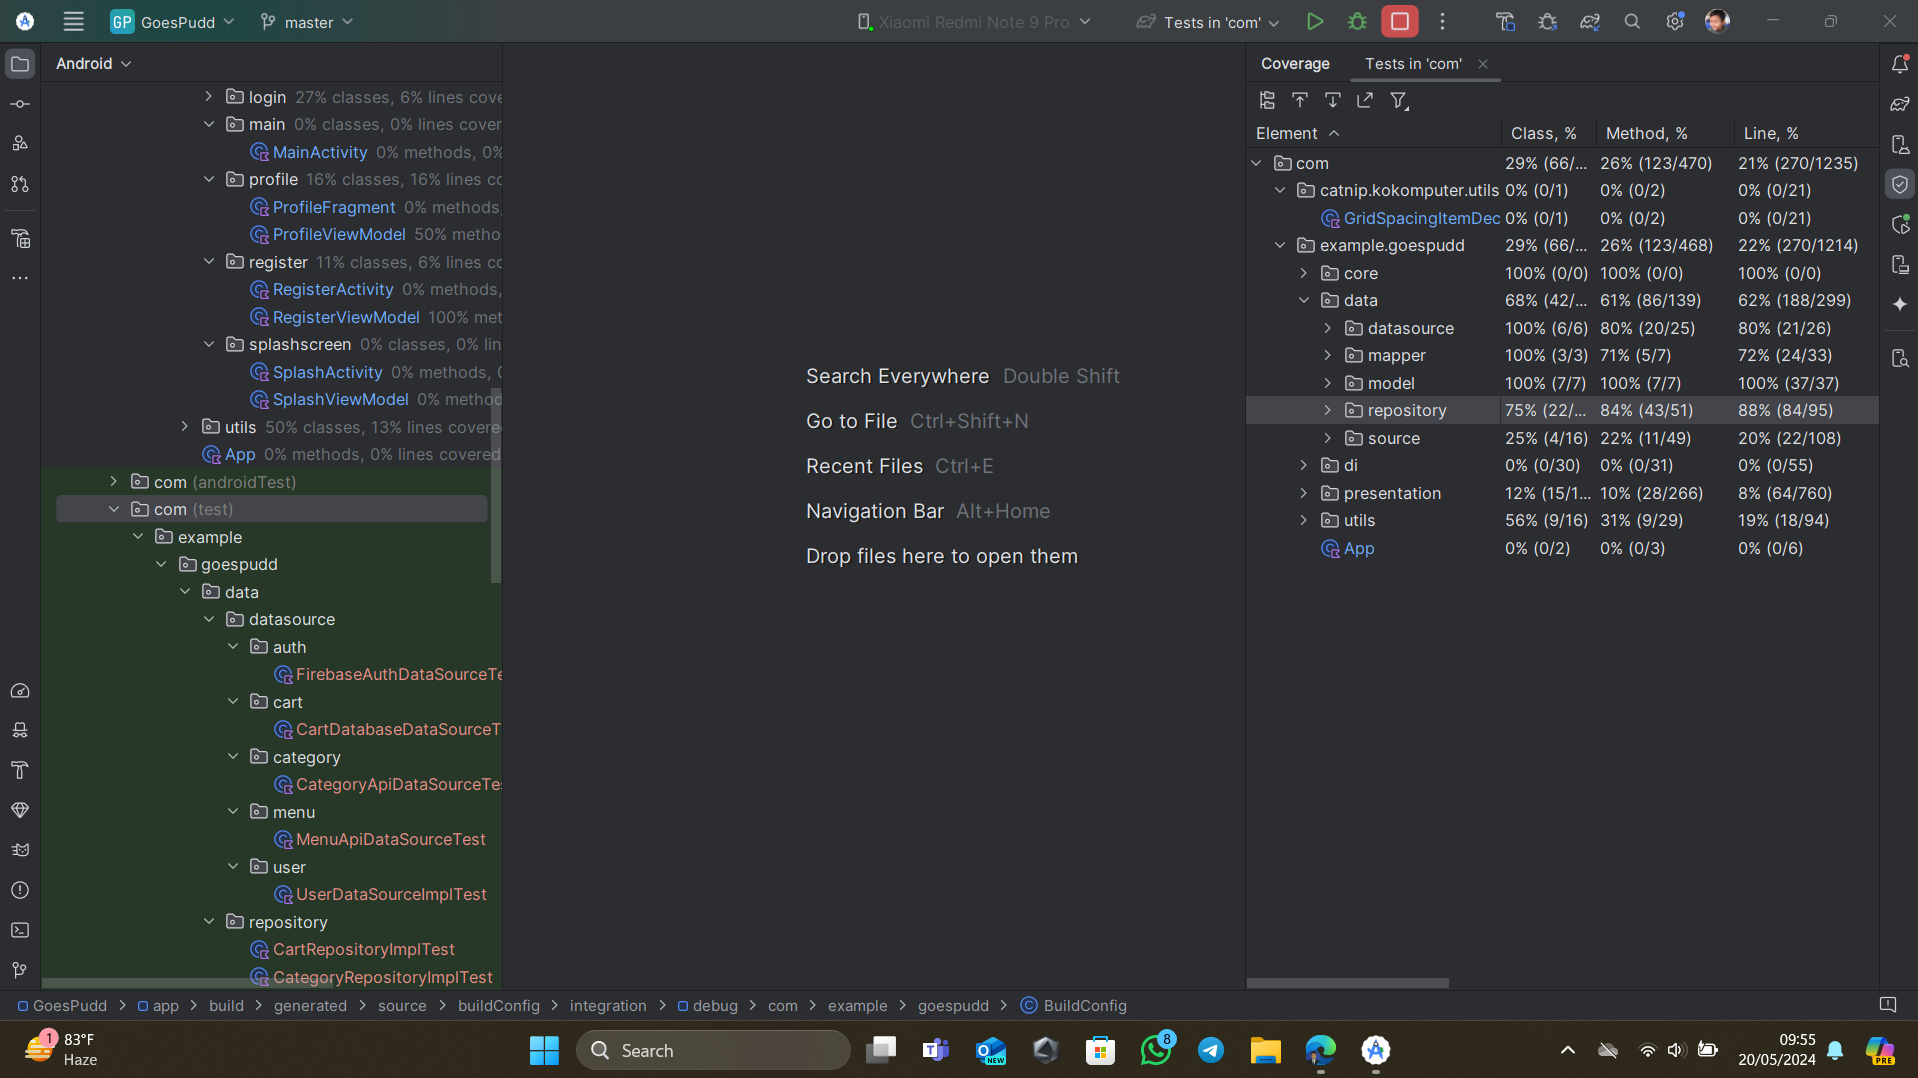 GP GoesPudd master Xiaomi Redmi Note 9 Pro Tests in 'com'
Android
login 27% classes, 6% lines cove
main 0% classes, 0% lines cover
MainActivity 0% methods, 0%
profile 16% classes, 16% lines cc
ProfileFragment 0% methods,
ProfileViewModel 50% metho
register 11% classes, 6% lines cc
RegisterActivity 0% methods,
RegisterViewModel 100% met
splashscreen 0% classes, 0% lin
SplashActivity 0% methods,
SplashViewModel 0% method
utils 50% classes, 13% lines covere
App 0% methods, 0% lines covered
com (androidTest)
com (test)
example
goespudd
data
datasource
auth
FirebaseAuthDataSourceTe
cart
CartDatabaseDataSourceT
category
CategoryApiDataSourceTe
menu
MenuApiDataSourceTest
user
UserDataSourceImplTest
repository
CartRepositoryImplTest
CategoryRepositoryImplTest
Search Everywhere Double Shift
Go to File Ctrl+Shift+N
Recent Files Ctrl+E
Navigation Bar Alt+Home
Drop files here to open them
Coverage Tests in 'com'
Element Class, % Method, % Line, %
com 29% (66/... 26% (123/470) 21% (270/1235)
catnip.kokomputer.utils 0% (0/1) 0% (0/2) 0% (0/21)
GridSpacingItemDec 0% (0/1) 0% (0/2) 0% (0/21)
example.goespudd 29% (66/... 26% (123/468) 22% (270/1214)
core 100% (0/0) 100% (0/0) 100% (0/0)
data 68% (42/... 61% (86/139) 62% (188/299)
datasource 100% (6/6) 80% (20/25) 80% (21/26)
mapper 100% (3/3) 71% (5/7) 72% (24/33)
model 100% (7/7) 100% (7/7) 100% (37/37)
repository 75% (22/... 84% (43/51) 88% (84/95)
source 25% (4/16) 22% (11/49) 20% (22/108)
di 0% (0/30) 0% (0/31) 0% (0/55)
presentation 12% (15/1... 10% (28/266) 8% (64/760)
utils 56% (9/16) 31% (9/29) 19% (18/94)
App 0% (0/2) 0% (0/3) 0% (0/6)
GoesPudd app build generated source buildConfig integration debug com example goespudd BuildConfig
1 83°F
Haze
Search
NEW
8
09:55
20/05/2024
PRE